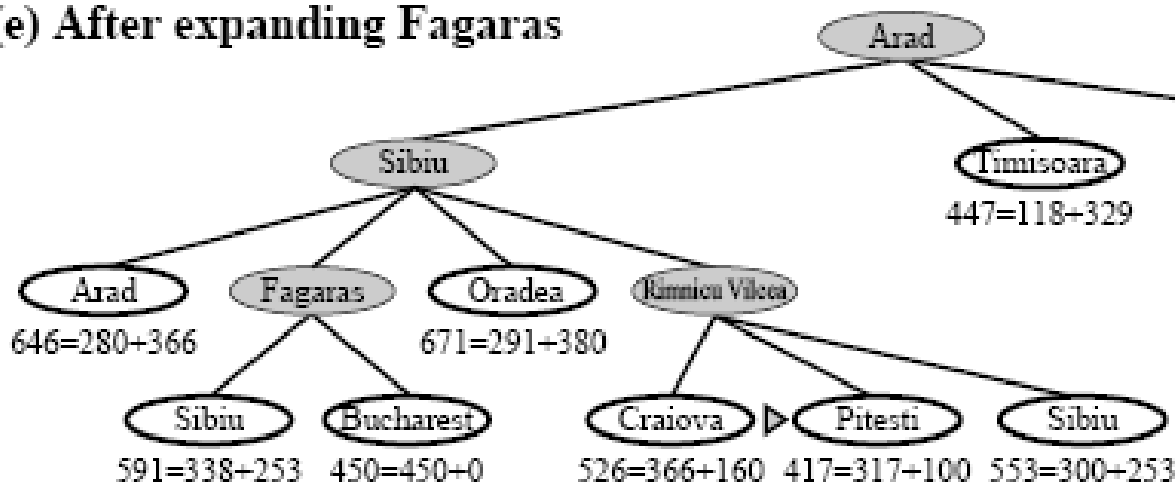 (e) After expanding Fagaras
Arad
Sibiu
Timisoara
447=118+329
Arad
Fagaras
Oradea
Rimnicu Vilcea
646=280+366
671=291+380
Sibiu
Bucharest
Craiova
Pitesti
Sibiu
591=338+253
450=450+0
526=366+160
417=317+100
553=300+253